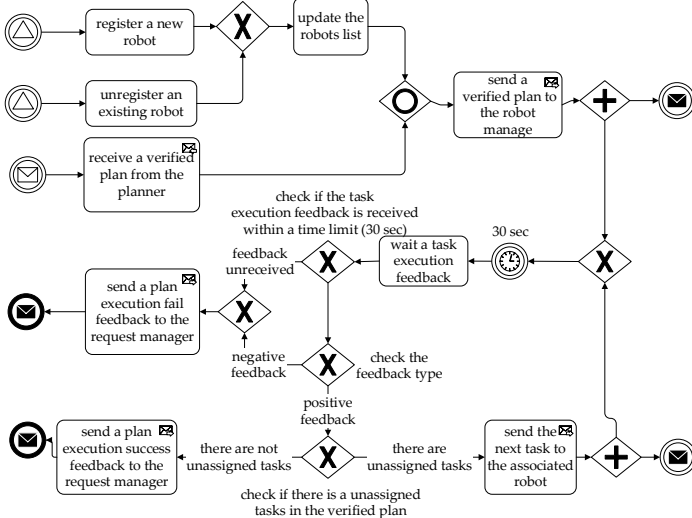 register a new
robot
update the
robots list
unregister an
existing robot
send a
verified plan to
the robot
manage
receive a verified
plan from the
planner
check if the task
execution feedback is received
within a time limit (30 sec)
30 sec
wait a task
execution
feedback
feedback
unreceived
send a plan
execution fail
feedback to the
request manager
negative
feedback
check the
feedback type
positive
feedback
send a plan
execution success
feedback to the
request manager
there are not
unassigned tasks
there are
unassigned tasks
send the
next task to
the associated
robot
check if there is a unassigned
tasks in the verified plan